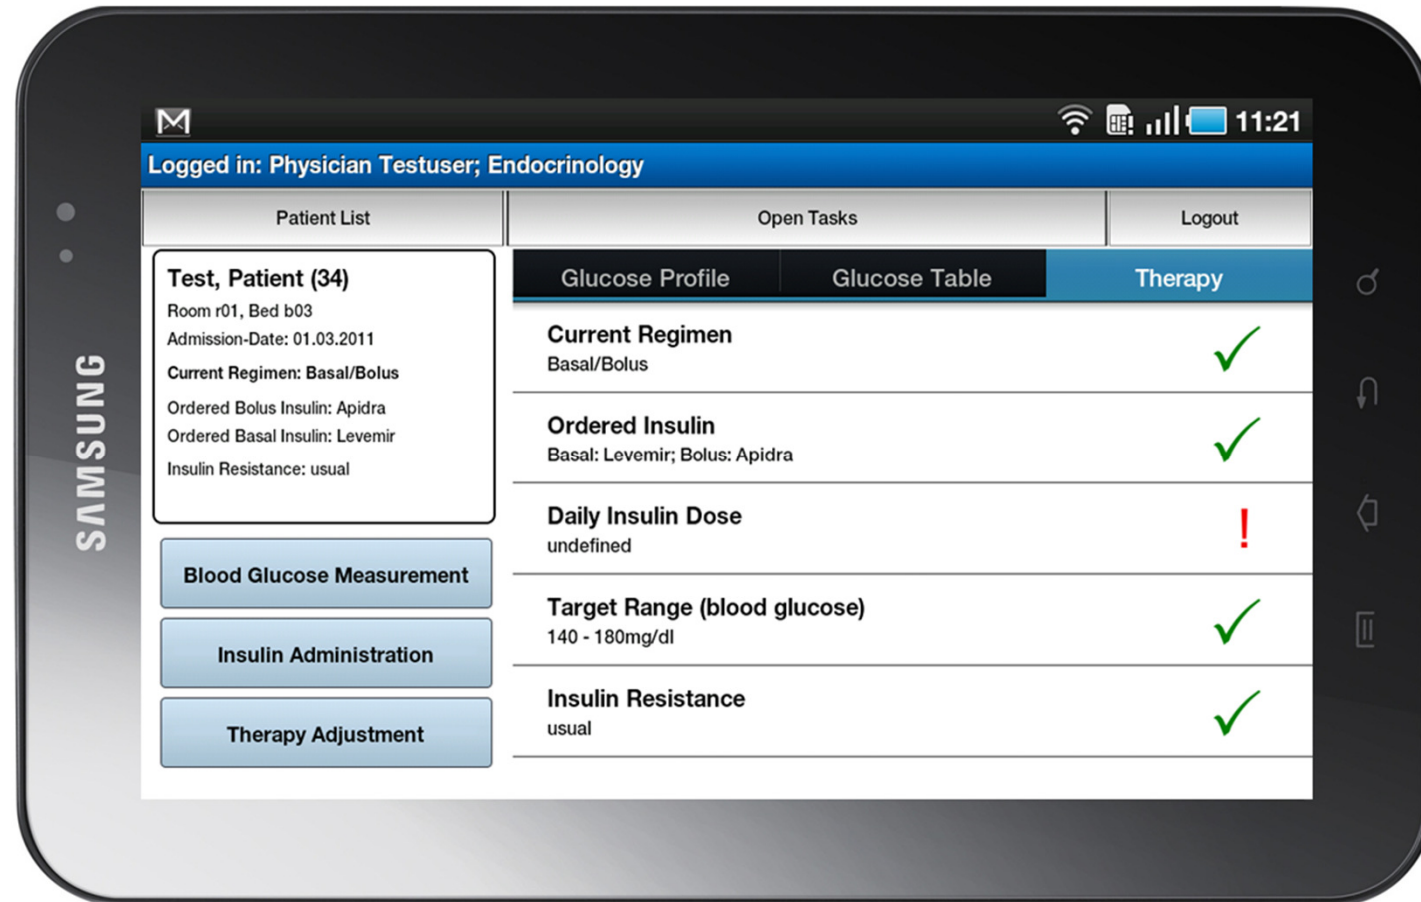 SAMSUNG
11:21
Logged in: Physician Testuser; Endocrinology
Patient List
Open Tasks
Logout
Test, Patient (34)
Room r01, Bed b03
Admission-Date: 01.03.2011
Current Regimen: Basal/Bolus
Ordered Bolus Insulin: Apidra
Ordered Basal Insulin: Levemir
Insulin Resistance: usual
Blood Glucose Measurement
Insulin Administration
Therapy Adjustment
Glucose Profile
Glucose Table
Therapy
Current Regimen
Basal/Bolus
Ordered Insulin
Basal: Levemir; Bolus: Apidra
Daily Insulin Dose
undefined
!
Target Range (blood glucose)
140 - 180mg/dl
Insulin Resistance
usual